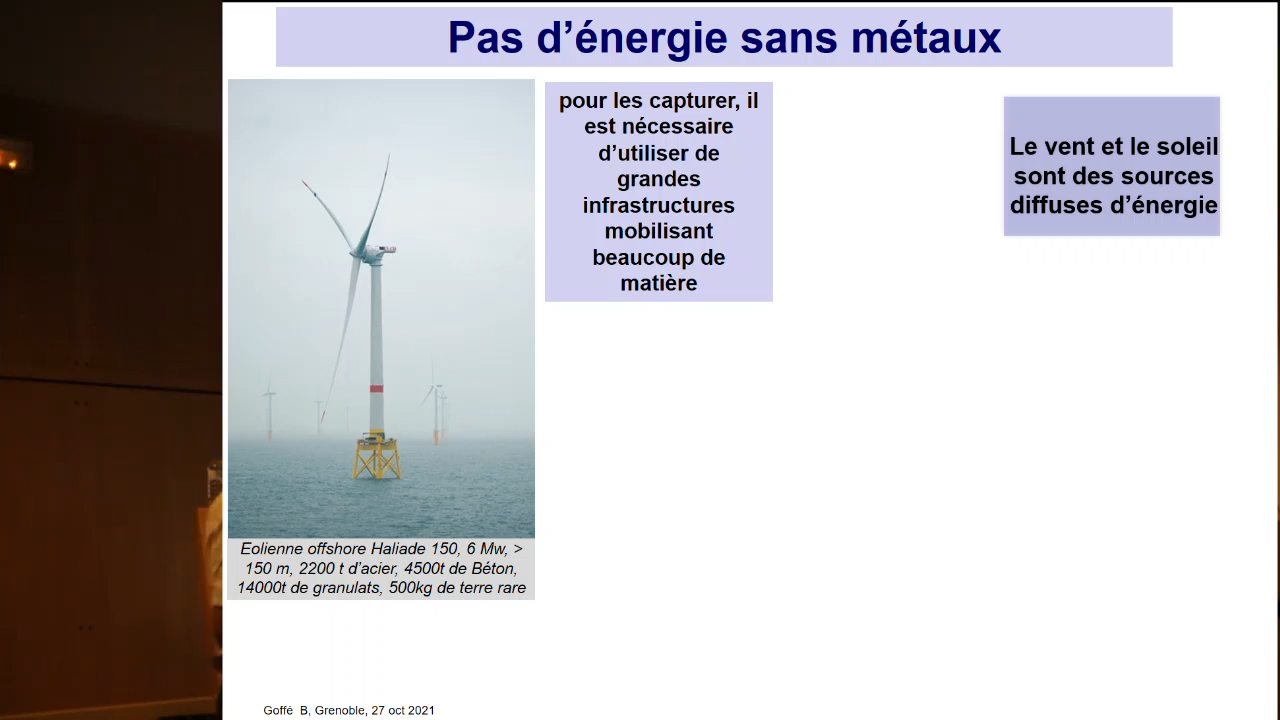 Pas d’énergie sans métaux
pour les capturer, il
est nécessaire
d’utiliser de
grandes
infrastructures
mobilisant
beaucoup de
matière
Le vent et le soleil
sont des sources
diffuses d’énergie
Eolienne offshore Haliade 150, 6 Mw, >
150 m, 2200 t d’acier, 4500t de Béton,
14000t de granulats, 500kg de terre rare
Goffé B, Grenoble, 27 oct 2021